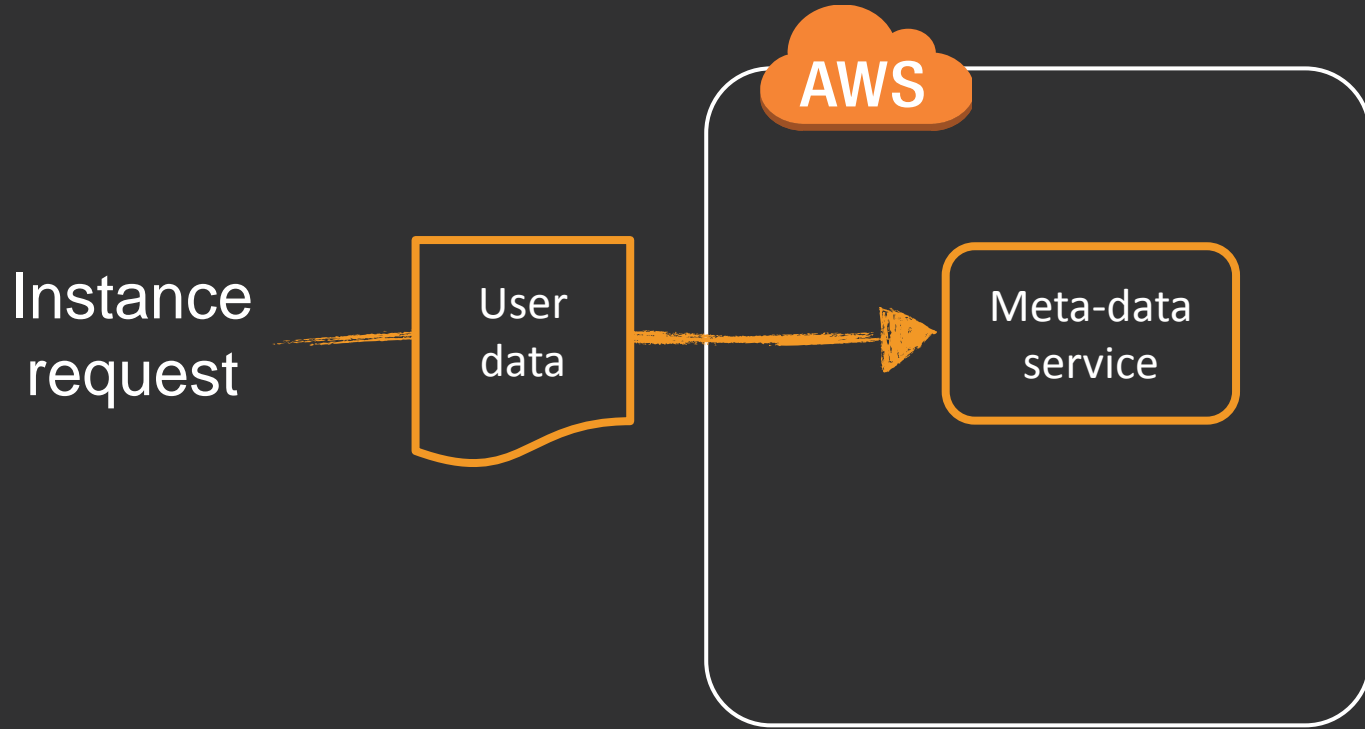 AWS
Instance
request
User
data
Meta-data
service